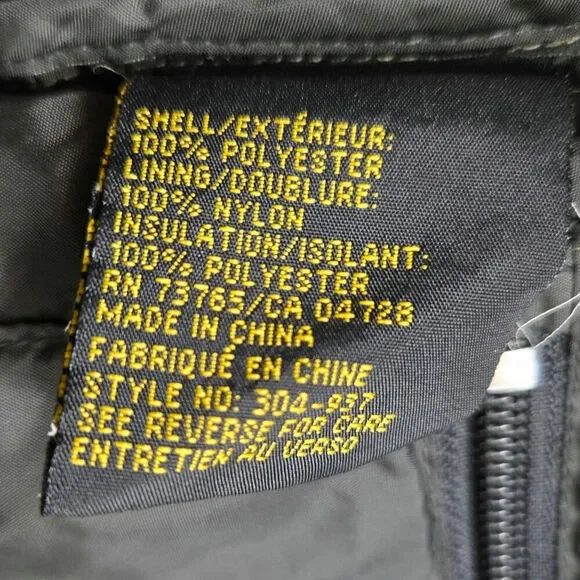 SHELL/EXTÉRIEUR:
100% POLYESTER
LINING/DOUBLURE:
100% NYLON
INSULATION/ISOLANT:
100% POLYESTER
RN 73765/CA 04728
MADE IN CHINA
FABRIQUÉ EN CHINE
STYLE NO: 304-937
SEE REVERSE FOR CARE
ENTRETIEN AU VERSO